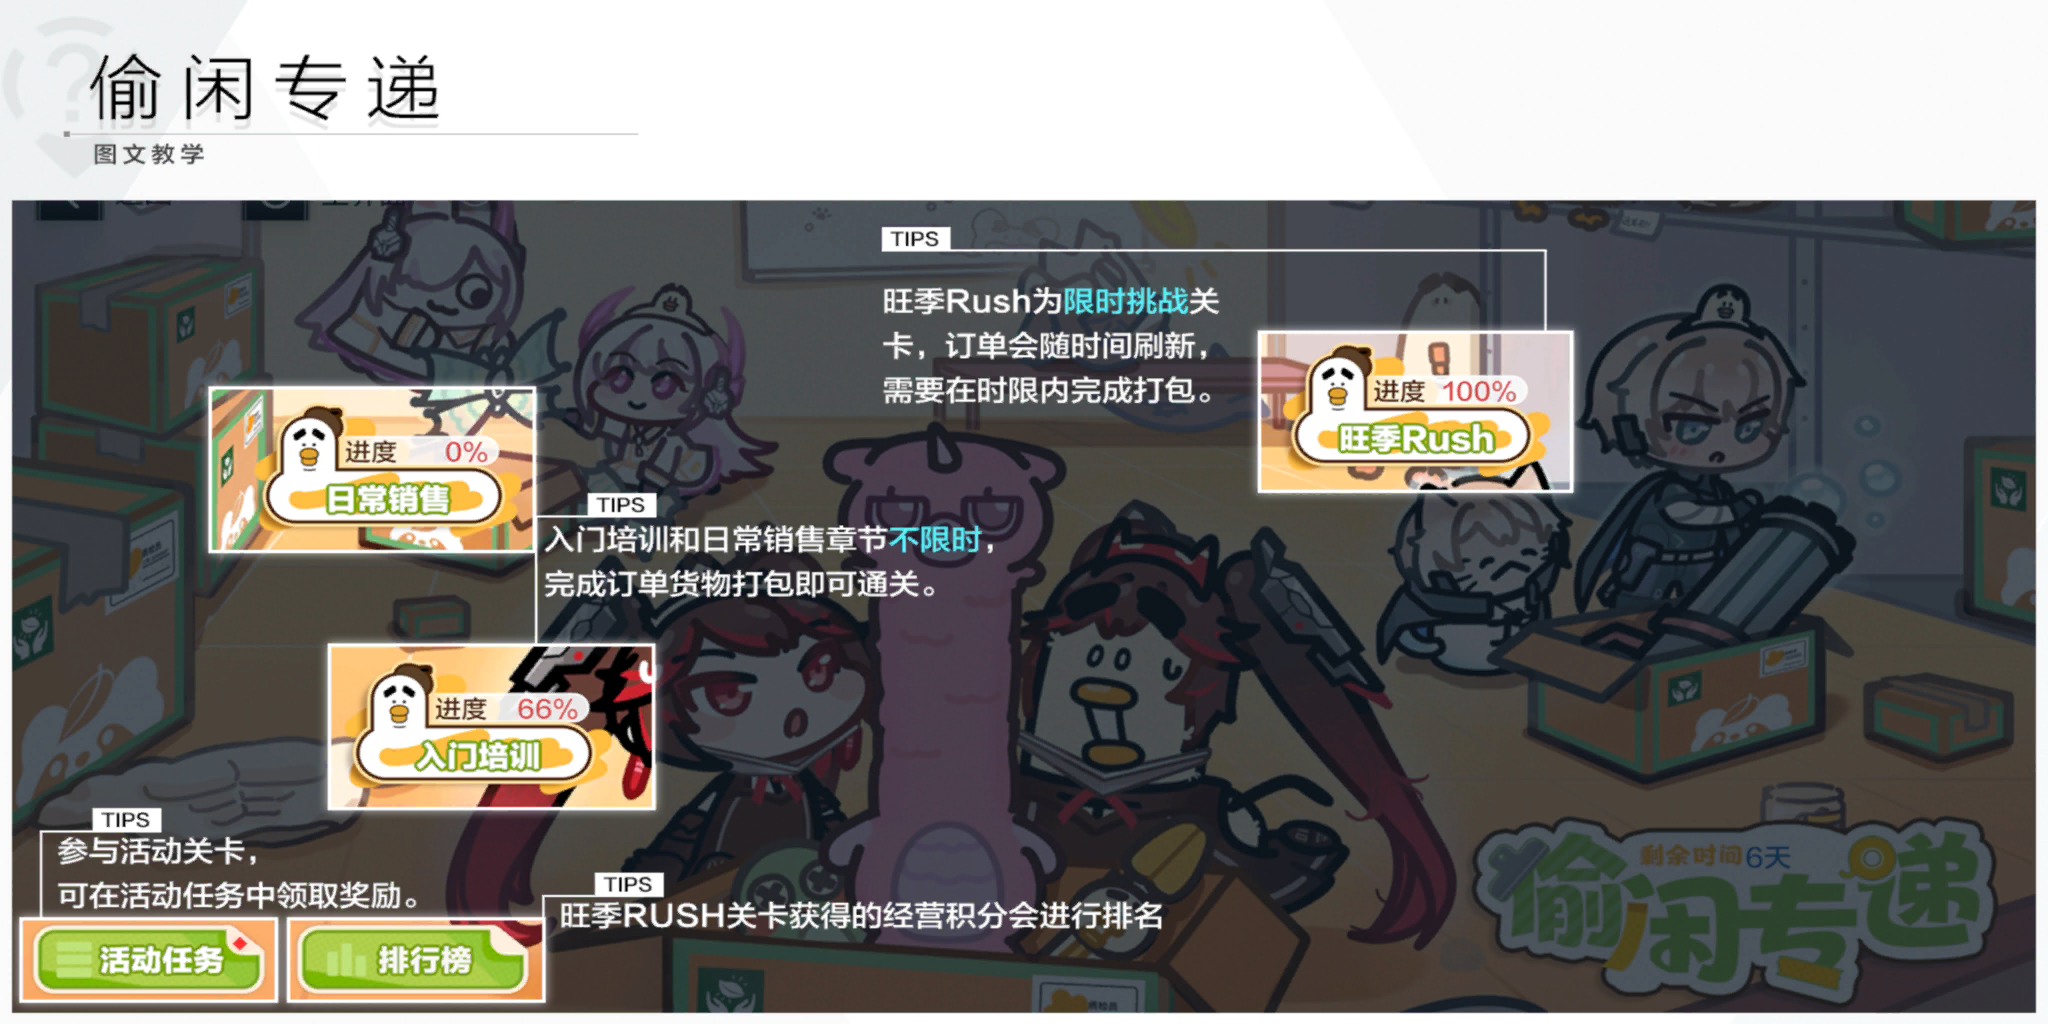 偷闲专递
图文教学
TIPS
旺季Rush为限时挑战关
卡，订单会随时间刷新，
需要在时限内完成打包。
进度 100%
旺季Rush
进度 0%
日常销售
TIPS
入门培训和日常销售章节不限时，
完成订单货物打包即可通关。
进度 66%
入门培训
TIPS
参与活动关卡，
可在活动任务中领取奖励。
TIPS
旺季RUSH关卡获得的经营积分会进行排名
活动任务
排行榜
剩余时间6天
偷闲专递